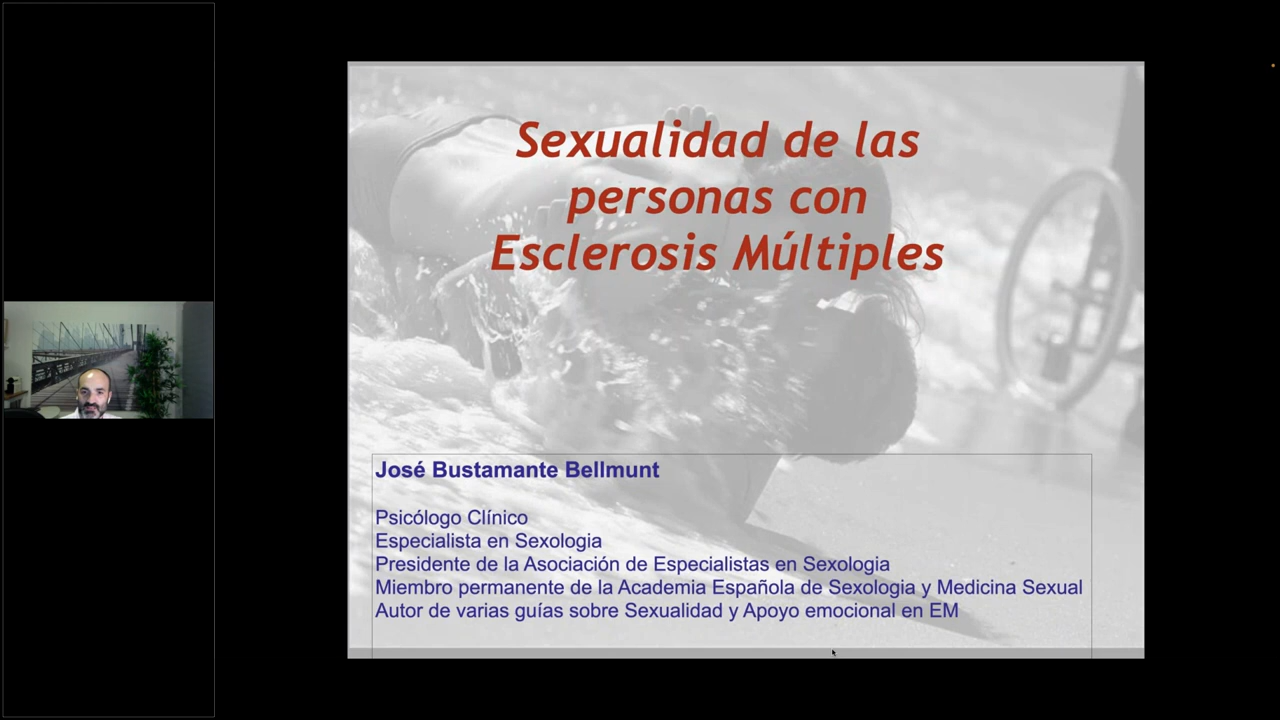 Sexualidad de las
personas con
Esclerosis Múltiples
José Bustamante Bellmunt
Psicólogo Clínico
Especialista en Sexologia
Presidente de la Asociación de Especialistas en Sexologia
Miembro permanente de la Academia Española de Sexologia y Medicina Sexual
Autor de varias guías sobre Sexualidad y Apoyo emocional en EM